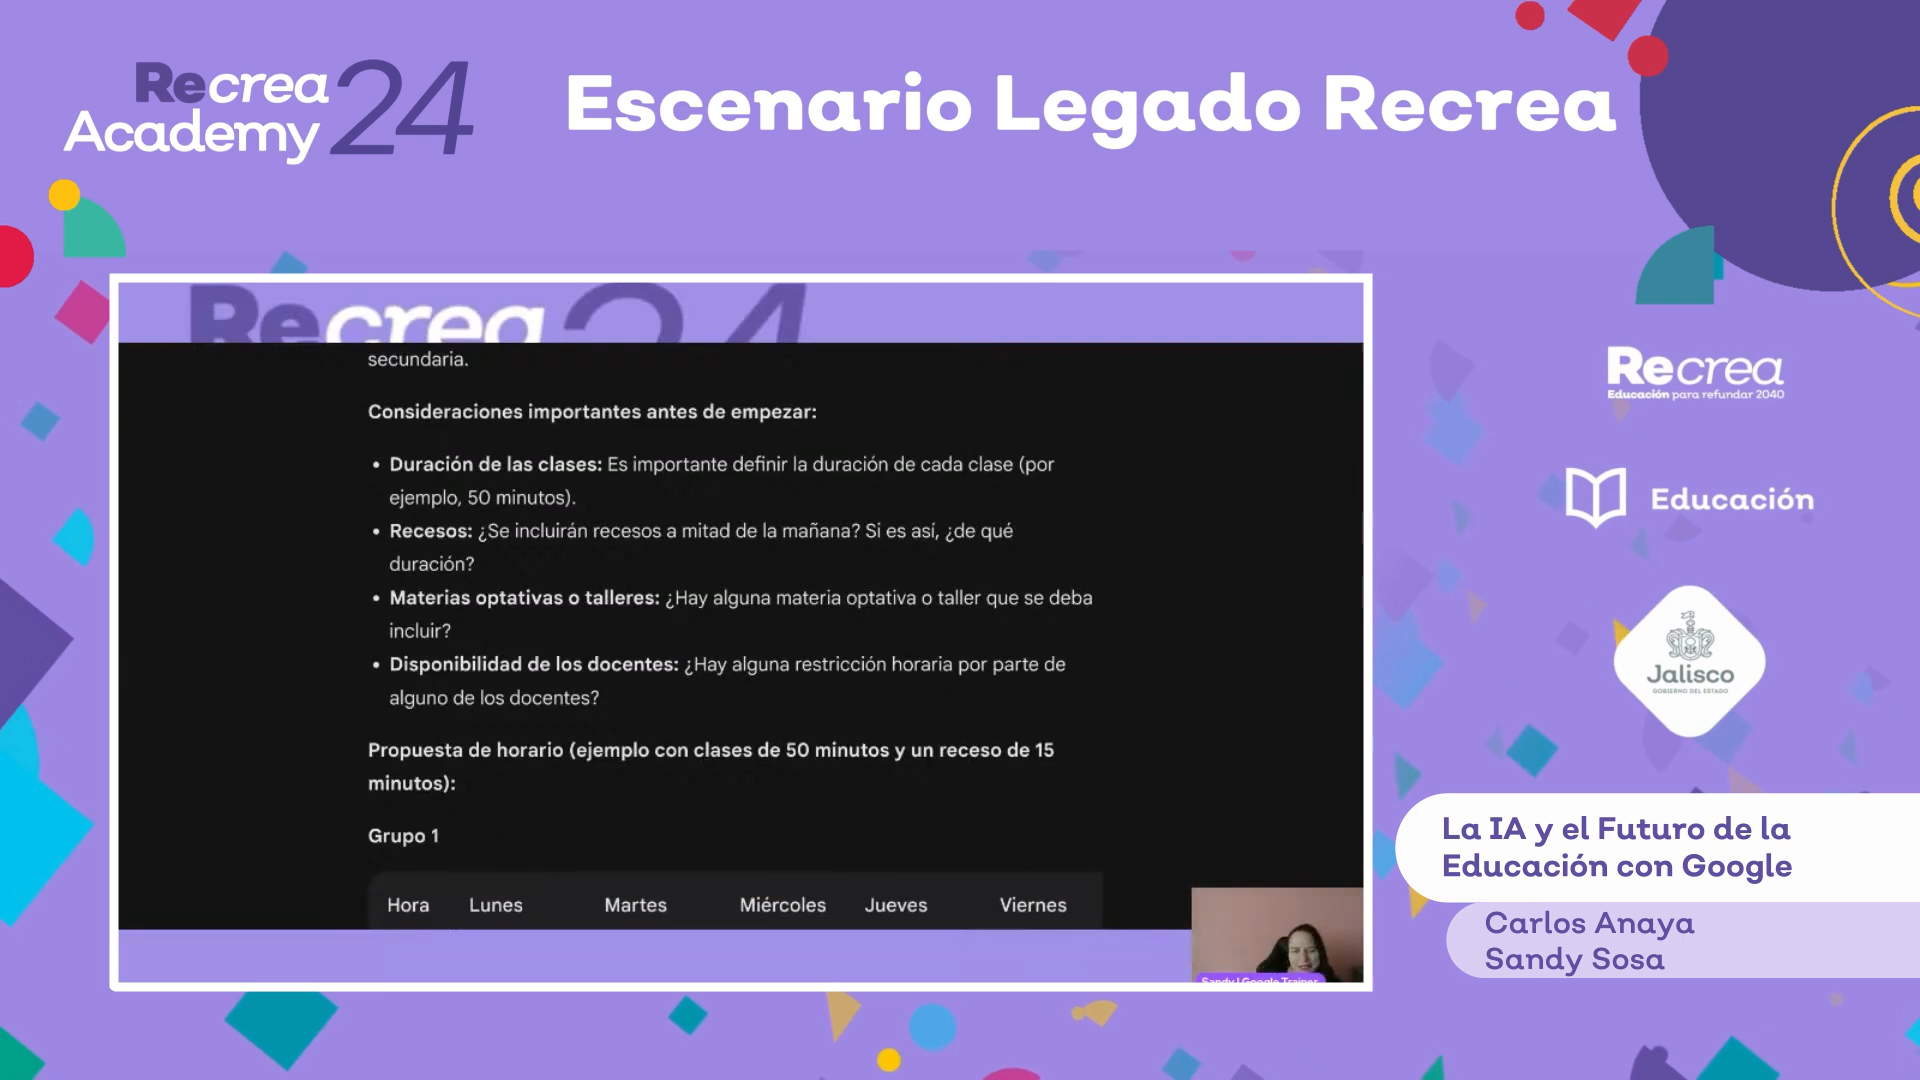 Recrea
Academy
24
Escenario Legado Recrea
Recrea 24
secundaria.
Consideraciones importantes antes de empezar:
• Duración de las clases: Es importante definir la duración de cada clase (por
ejemplo, 50 minutos).
• Recesos: ¿Se incluirán recesos a mitad de la mañana? Si es así, ¿de qué
duración?
• Materias optativas o talleres: ¿Hay alguna materia optativa o taller que se deba
incluir?
• Disponibilidad de los docentes: ¿Hay alguna restricción horaria por parte de
alguno de los docentes?
Propuesta de horario (ejemplo con clases de 50 minutos y un receso de 15
minutos):
Grupo 1
Hora Lunes Martes Miércoles Jueves Viernes
Sandy | Google Trainer
Recrea
Educación para refundar 2040
Educación
Jalisco
GOBIERNO DEL ESTADO
La IA y el Futuro de la
Educación con Google
Carlos Anaya
Sandy Sosa